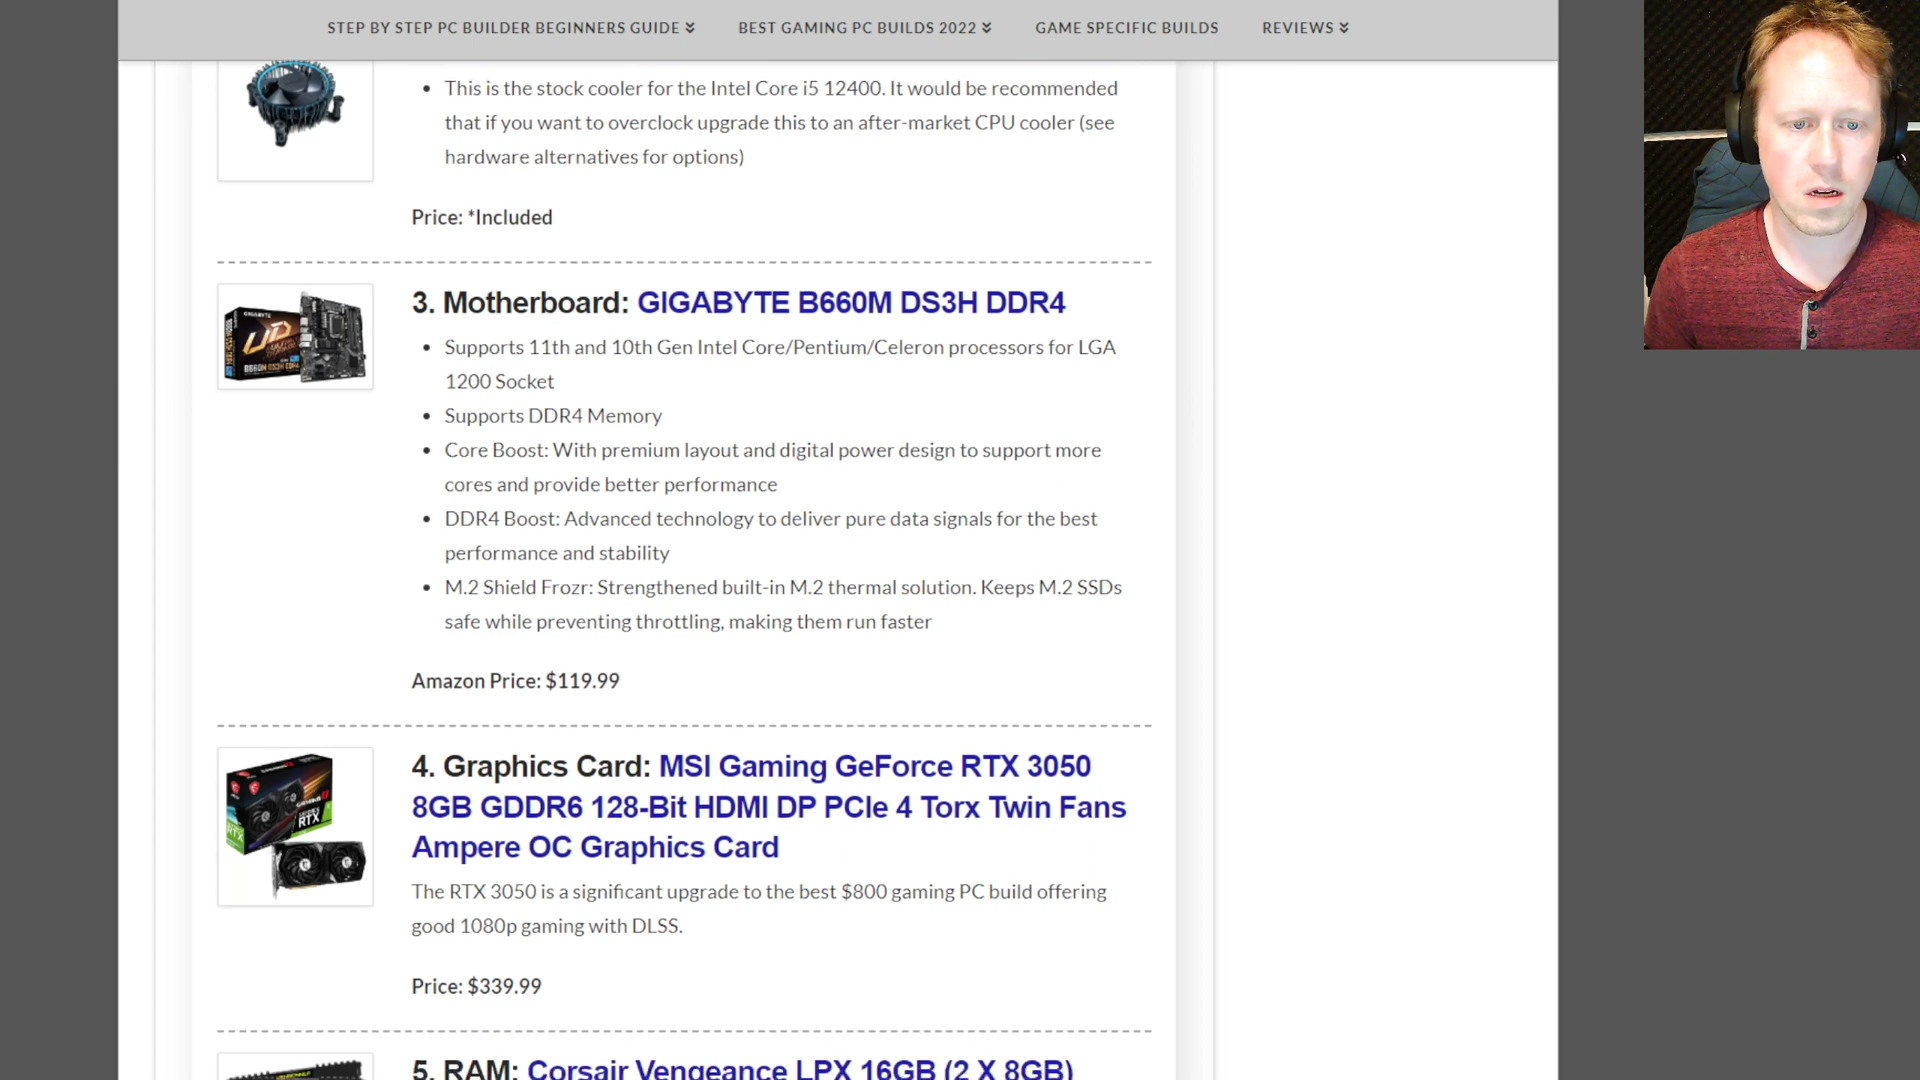 STEP BY STEP PC BUILDER BEGINNERS GUIDE
BEST GAMING PC BUILDS 2022
GAME SPECIFIC BUILDS
REVIEWS
This is the stock cooler for the Intel Core i5 12400. It would be recommended
that if you want to overclock upgrade this to an after-market CPU cooler (see
hardware alternatives for options)
Price: *Included
3. Motherboard: GIGABYTE B660M DS3H DDR4
Supports 11th and 10th Gen Intel Core/Pentium/Celeron processors for LGA
1200 Socket
Supports DDR4 Memory
Core Boost: With premium layout and digital power design to support more
cores and provide better performance
DDR4 Boost: Advanced technology to deliver pure data signals for the best
performance and stability
M.2 Shield Frozr: Strengthened built-in M.2 thermal solution. Keeps M.2 SSDs
safe while preventing throttling, making them run faster
Amazon Price: $119.99
4. Graphics Card: MSI Gaming GeForce RTX 3050
8GB GDDR6 128-Bit HDMI DP PCIe 4 Torx Twin Fans
Ampere OC Graphics Card
The RTX 3050 is a significant upgrade to the best $800 gaming PC build offering
good 1080p gaming with DLSS.
Price: $339.99
5. RAM: Corsair Vengeance LPX 16GB (2 X 8GB)